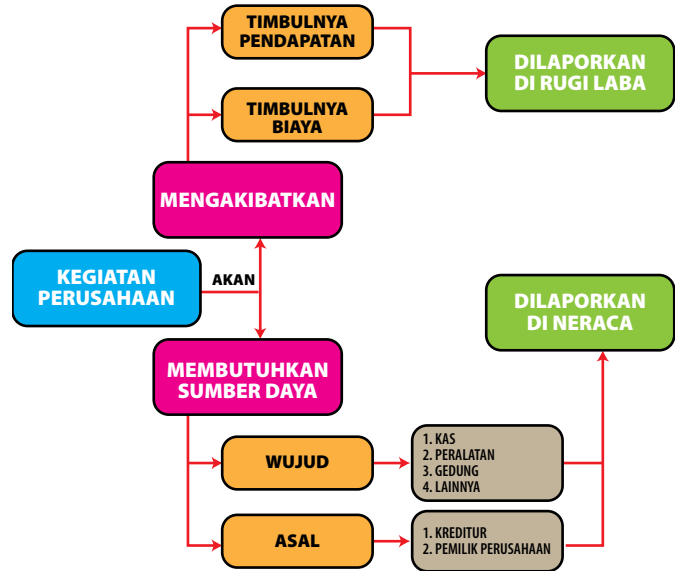 TIMBULNYA
PENDAPATAN
TIMBULNYA
BIAYA
DILAPORKAN
DI RUGI LABA
MENGAKIBATKAN
KEGIATAN
PERUSAHAAN
AKAN
MEMBUTUHKAN
SUMBER DAYA
DILAPORKAN
DI NERACA
WUJUD
1. KAS
2. PERALATAN
3. GEDUNG
4. LAINNYA
ASAL
1. KREDITUR
2. PEMILIK PERUSAHAAN